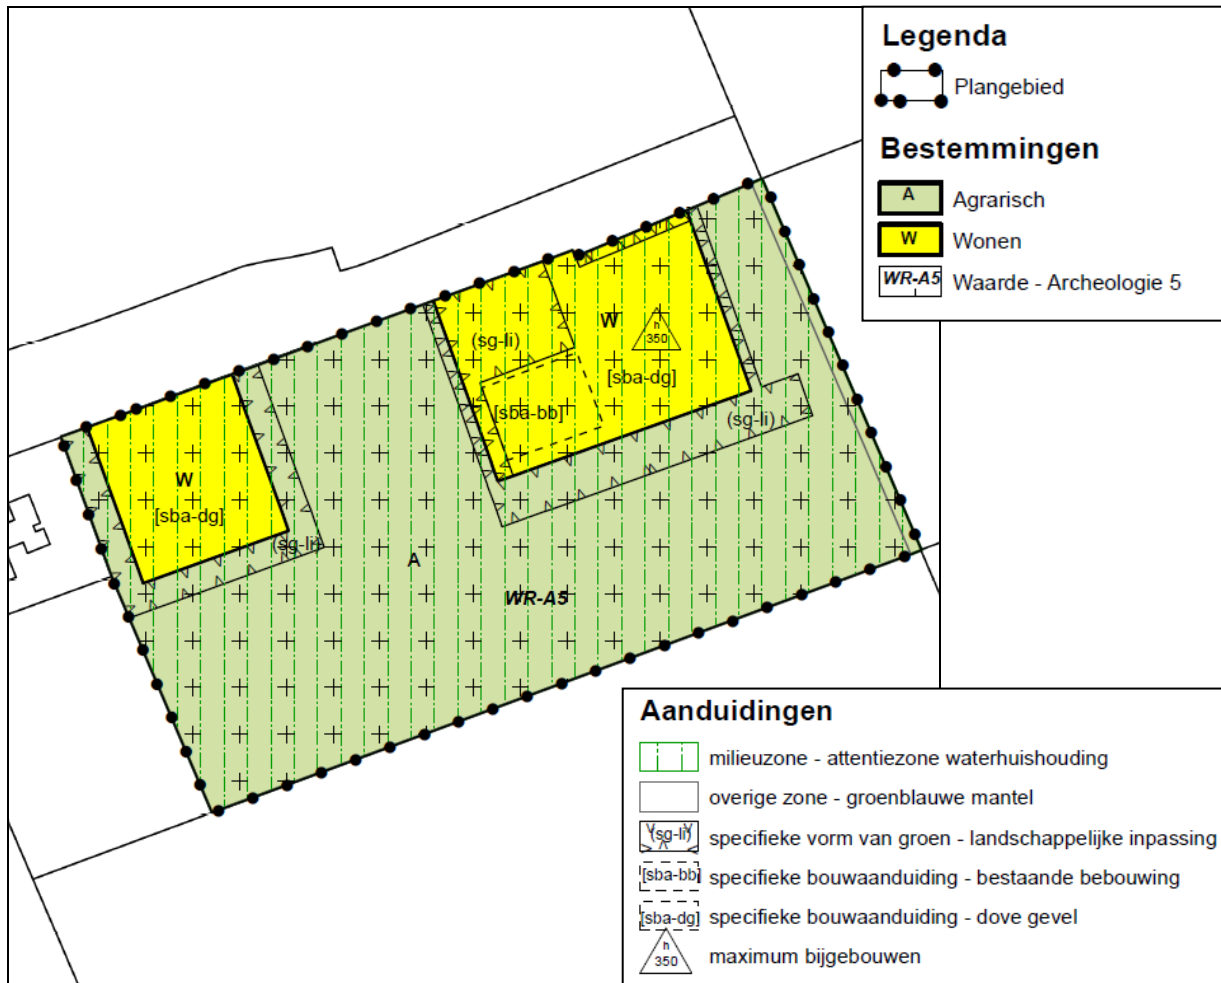 Legenda
Plangebied
Bestemmingen
A Agrarisch
W Wonen
WR-A5 Waarde - Archeologie 5
W
(sg-li)
h
350
[sba-dg]
[sba-bb]
(sg-li)
W
[sba-dg]
(sg-li)
A
WR-A5
Aanduidingen
milieuzone - attentiezone waterhuishouding
overige zone - groenblauwe mantel
(sg-li) specifieke vorm van groen - landschappelijke inpassing
[sba-bb] specifieke bouwaanduiding - bestaande bebouwing
[sba-dg] specifieke bouwaanduiding - dove gevel
h
350 maximum bijgebouwen